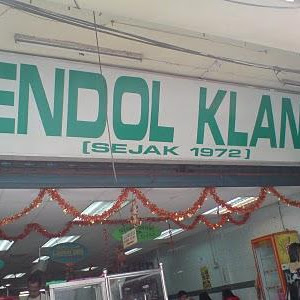 ENDOL KLAN
[SEJAK 1972]